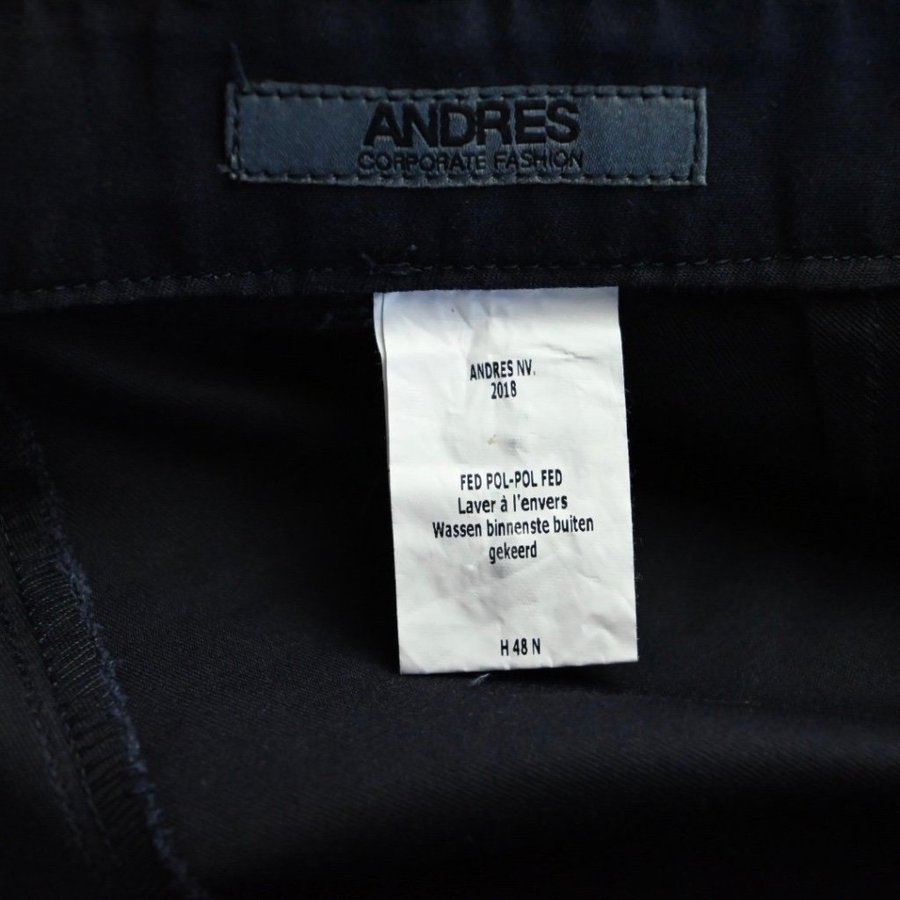 ANDRES
CORPORATE FASHION
ANDRES NV.
2018
FED POL-POL FED
Laver à l'envers
Wassen binnenste buiten
gekeerd
H 48 N